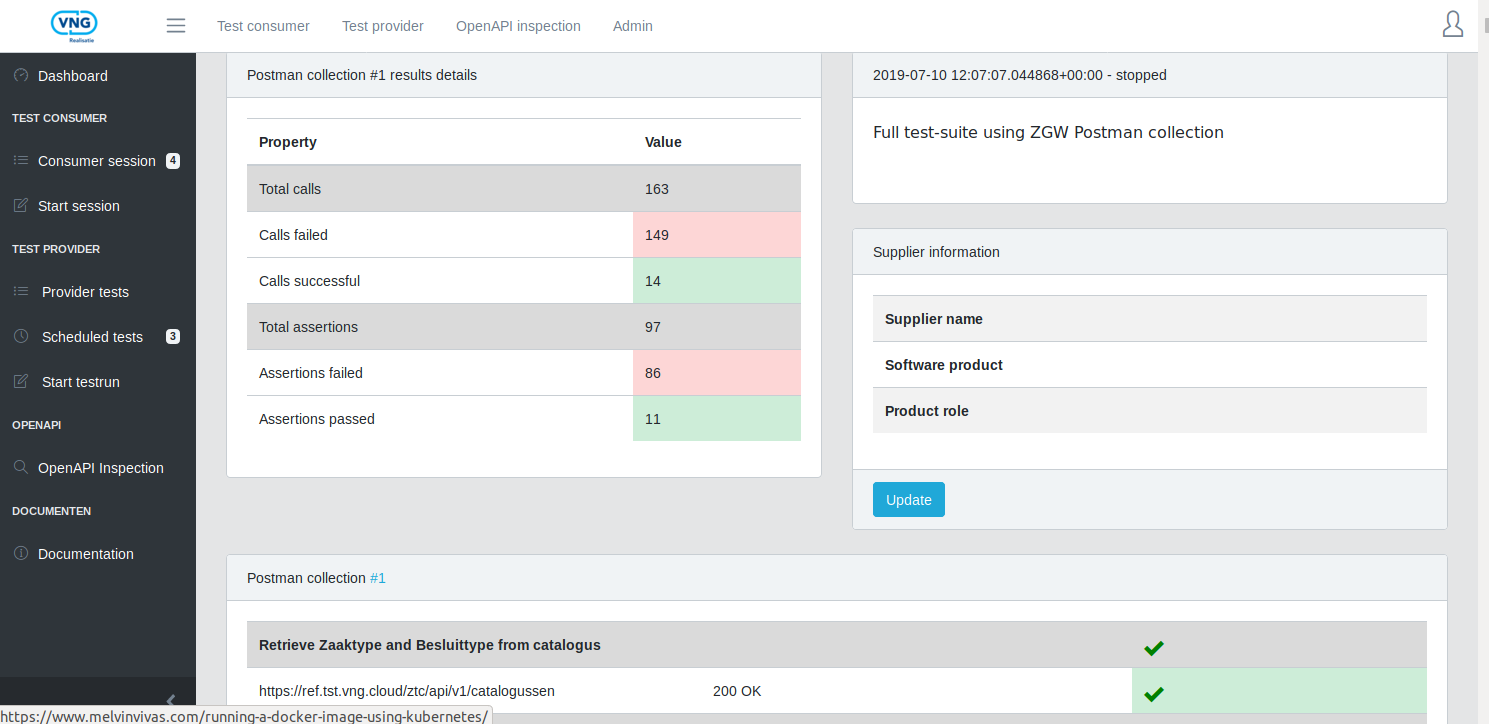 VNG
Realisatie
Test consumer
Test provider
OpenAPI inspection
Admin
Dashboard
TEST CONSUMER
Consumer session 4
Start session
TEST PROVIDER
Provider tests
Scheduled tests 3
Start testrun
OPENAPI
OpenAPI Inspection
DOCUMENTEN
Documentation
Postman collection #1 results details
Property Value
Total calls 163
Calls failed 149
Calls successful 14
Total assertions 97
Assertions failed 86
Assertions passed 11
2019-07-10 12:07:07.044868+00:00 - stopped
Full test-suite using ZGW Postman collection
Supplier information
Supplier name
Software product
Product role
Update
Postman collection #1
Retrieve Zaaktype and Besluittype from catalogus
https://ref.tst.vng.cloud/ztc/api/v1/catalogussen 200 OK
https://www.melvinvivas.com/running-a-docker-image-using-kubernetes/